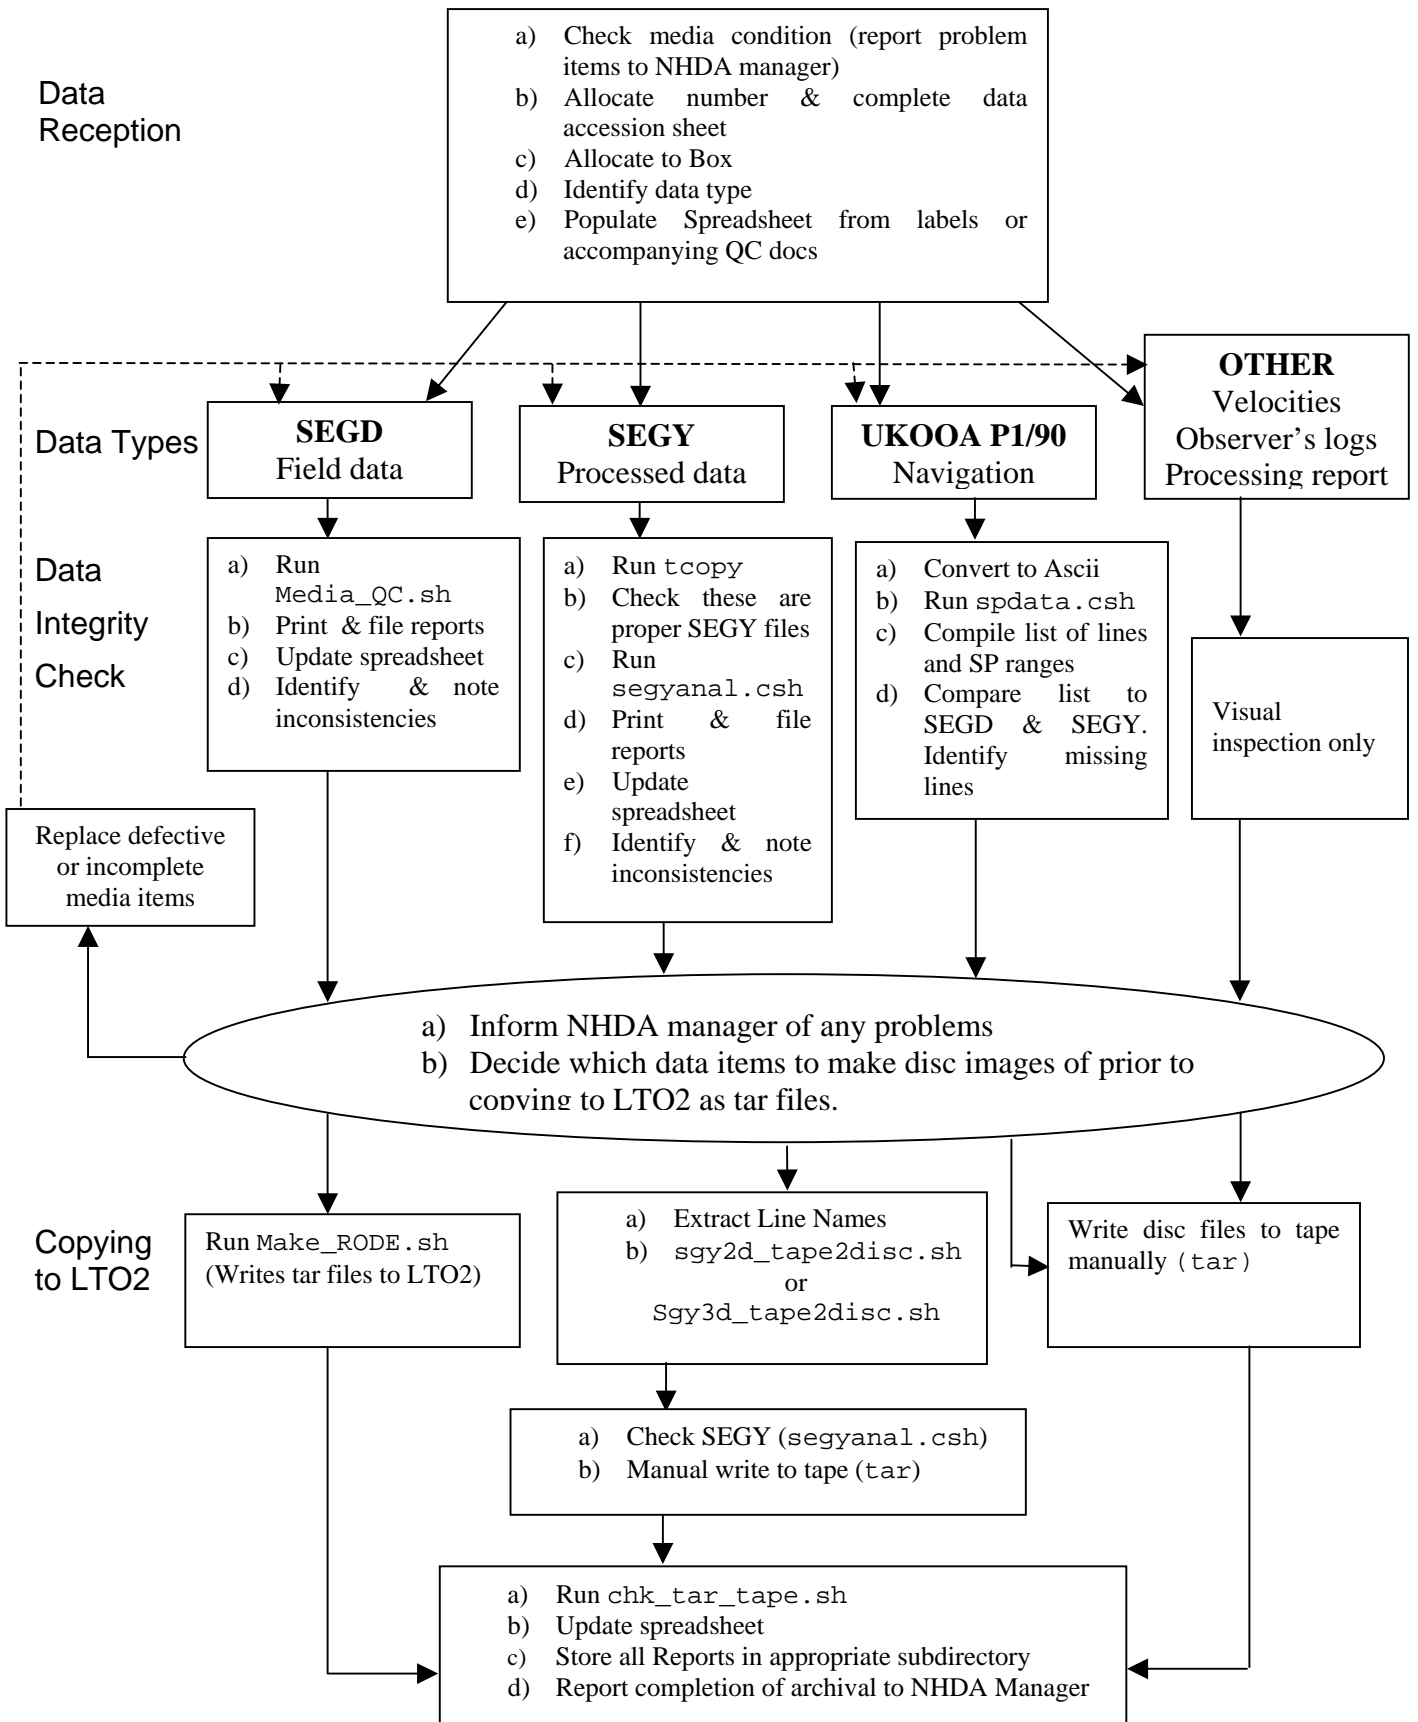 a) Check media condition (report problem
items to NHDA manager)
b) Allocate number & complete data
accession sheet
c) Allocate to Box
d) Identify data type
e) Populate Spreadsheet from labels or
accompanying QC docs
Data
Reception
Data Types
SEGD
Field data
SEGY
Processed data
UKOOA P1/90
Navigation
OTHER
Velocities
Observer's logs
Processing report
Data
Integrity
Check
a) Run
Media_QC.sh
b) Print & file reports
c) Update spreadsheet
d) Identify & note
inconsistencies
a) Run tcopy
b) Check these are
proper SEGY files
c) Run
segyanal.csh
d) Print & file
reports
e) Update
spreadsheet
f) Identify & note
inconsistencies
a) Convert to Ascii
b) Run spdata.csh
c) Compile list of lines
and SP ranges
d) Compare list to
SEGD & SEGY.
Identify missing
lines
Visual
inspection only
Replace defective
or incomplete
media items
a) Inform NHDA manager of any problems
b) Decide which data items to make disc images of prior to
copying to LTO2 as tar files.
Copying
to LTO2
Run Make_RODE.sh
(Writes tar files to LTO2)
a) Extract Line Names
b) sgy2d_tape2disc.sh
or
Sgy3d_tape2disc.sh
Write disc files to tape
manually (tar)
a) Check SEGY (segyanal.csh)
b) Manual write to tape (tar)
a) Run chk_tar_tape.sh
b) Update spreadsheet
c) Store all Reports in appropriate subdirectory
d) Report completion of archival to NHDA Manager